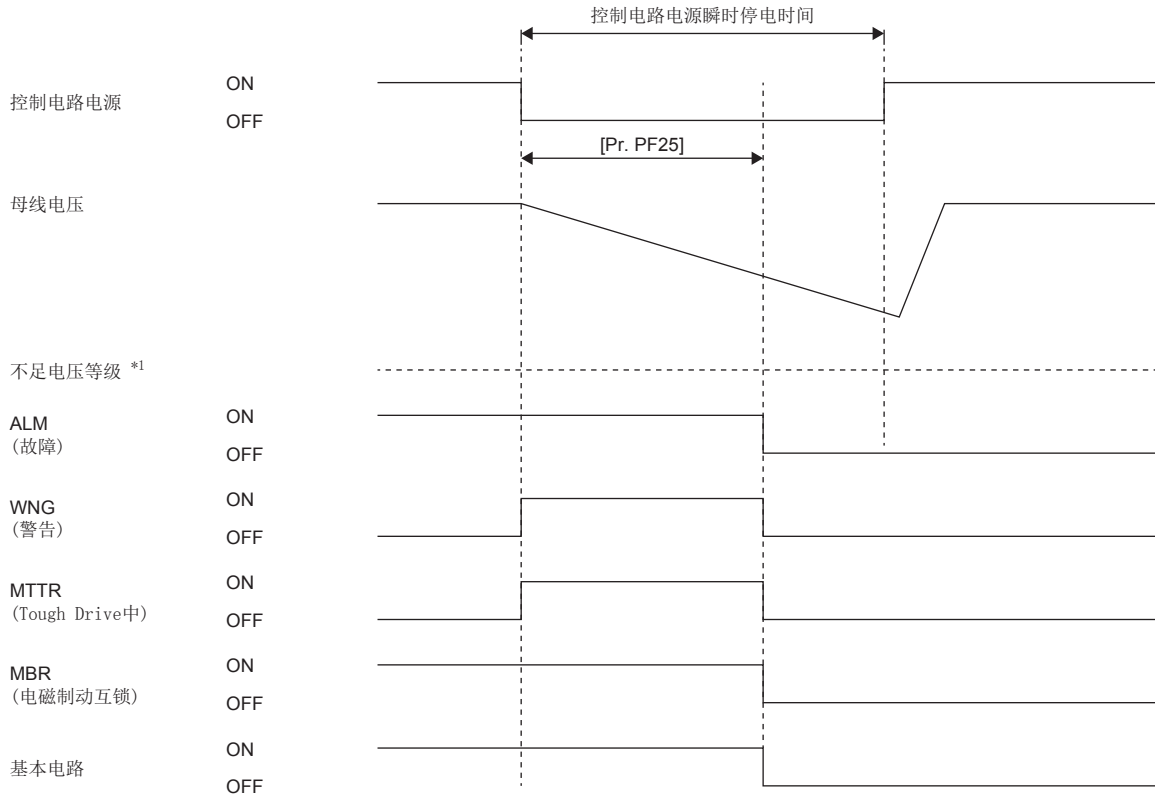 控制电路电源瞬时停电时间
控制电路电源
ON
OFF
[Pr. PF25]
母线电压
不足电压等级 *1
ALM
(故障)
ON
OFF
WNG
(警告)
ON
OFF
MTTR
(Tough Drive中)
ON
OFF
MBR
(电磁制动互锁)
ON
OFF
基本电路
ON
OFF